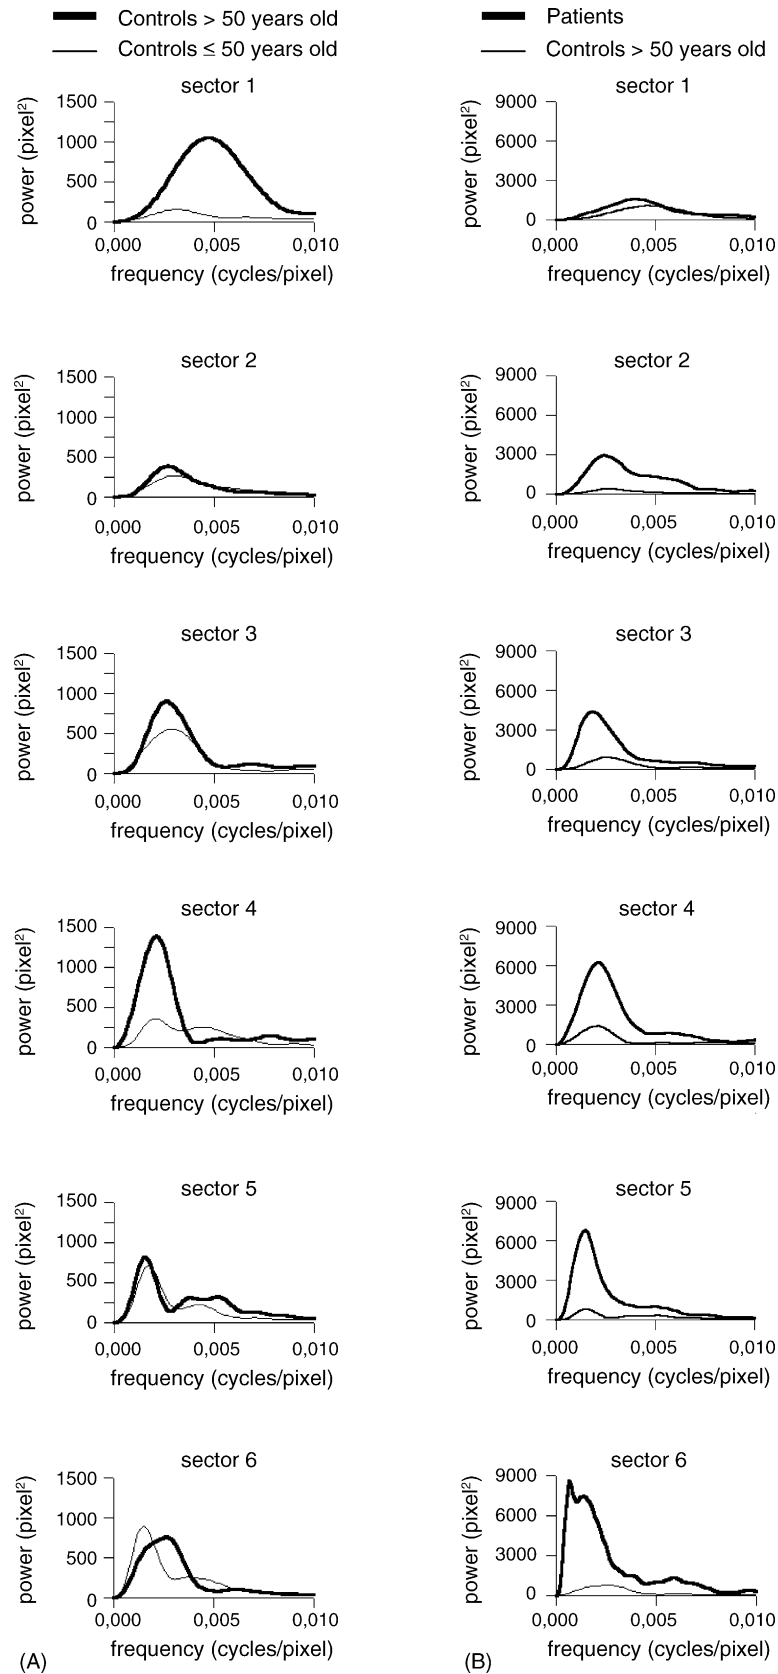 Controls > 50 years old
Controls ≤ 50 years old
Patients
Controls > 50 years old
sector 1
power (pixel²)
1500
1000
500
0
0,000 0,005 0,010
frequency (cycles/pixel)
sector 1
power (pixel²)
9000
6000
3000
0
0,000 0,005 0,010
frequency (cycles/pixel)
sector 2
power (pixel²)
1500
1000
500
0
0,000 0,005 0,010
frequency (cycles/pixel)
sector 2
power (pixel²)
9000
6000
3000
0
0,000 0,005 0,010
frequency (cycles/pixel)
sector 3
power (pixel²)
1500
1000
500
0
0,000 0,005 0,010
frequency (cycles/pixel)
sector 3
power (pixel²)
9000
6000
3000
0
0,000 0,005 0,010
frequency (cycles/pixel)
sector 4
power (pixel²)
1500
1000
500
0
0,000 0,005 0,010
frequency (cycles/pixel)
sector 4
power (pixel²)
9000
6000
3000
0
0,000 0,005 0,010
frequency (cycles/pixel)
sector 5
power (pixel²)
1500
1000
500
0
0,000 0,005 0,010
frequency (cycles/pixel)
sector 5
power (pixel²)
9000
6000
3000
0
0,000 0,005 0,010
frequency (cycles/pixel)
sector 6
power (pixel²)
1500
1000
500
0
0,000 0,005 0,010
frequency (cycles/pixel)
(A)
sector 6
power (pixel²)
9000
6000
3000
0
0,000 0,005 0,010
frequency (cycles/pixel)
(B)